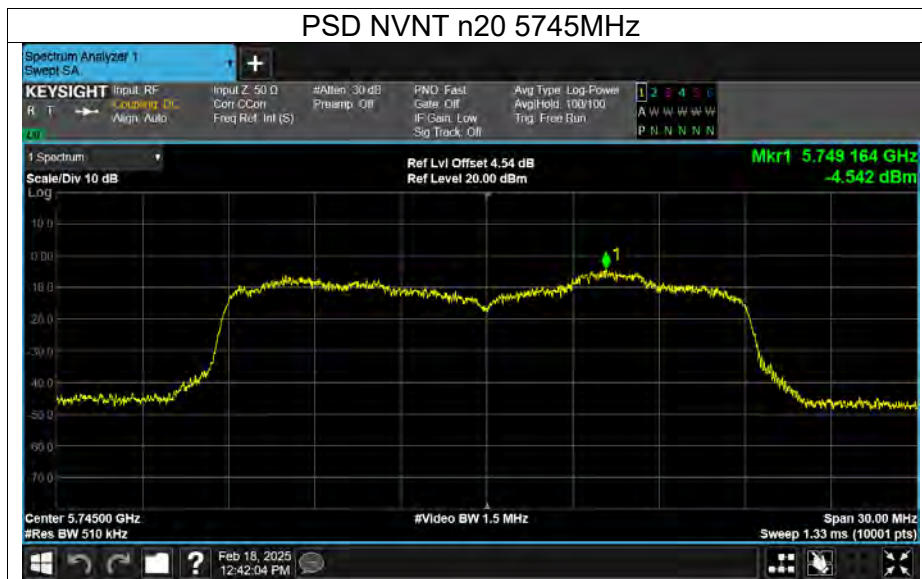 PSD NVNT n20 5745MHz
Spectrum Analyzer 1
Swept SA
+
KEYSIGHT Input: RF
R T Coupling: DC
Align: Auto
Input Z: 50 Ω
Corr CCorr
Freq Ref: Int (S)
#Atten: 30 dB
Preamp: Off
PNO: Fast
Gate: Off
IF Gain: Low
Sig Track: Off
Avg Type: Log-Power
Avg|Hold: 100/100
Trig: Free Run
1 2 3 4 5 6
A W W W W W
P N N N N N
1 Spectrum
Scale/Div 10 dB
Log
Ref Lvl Offset 4.54 dB
Ref Level 20.00 dBm
Mkr1 5.749 164 GHz
-4.542 dBm
10.0
0.00
-10.0
-20.0
-30.0
-40.0
-50.0
-60.0
-70.0
1
Center 5.74500 GHz
#Res BW 510 kHz
#Video BW 1.5 MHz
Span 30.00 MHz
Sweep 1.33 ms (10001 pts)
?
Feb 18, 2025
12:42:04 PM